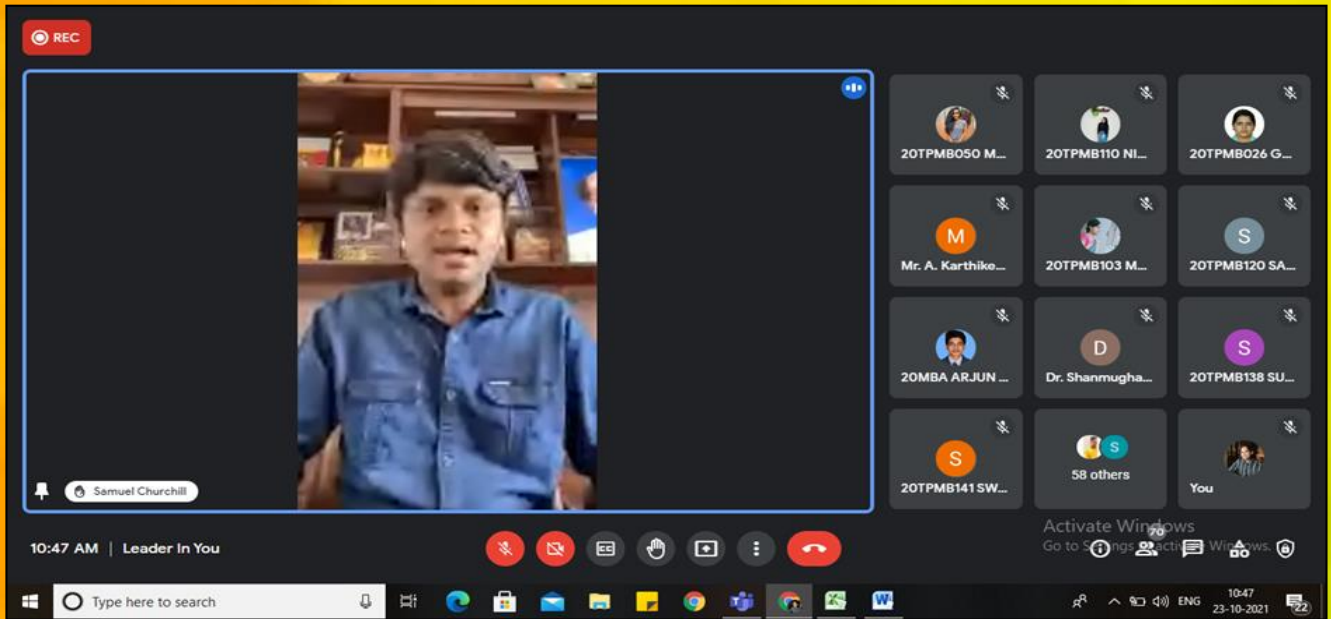 REC
20TPMB050 M...
20TPMB110 NI...
20TPMB026 G...
M
Mr. A. Karthike...
20TPMB103 M...
S
20TPMB120 SA...
20MBA ARJUN ...
D
Dr. Shanmugha...
S
20TPMB138 SU...
S
20TPMB141 SW...
S
58 others
You
Samuel Churchill
Activate Windows
10:47 AM | Leader In You
CC
70
Go to Settings to activate Windows.
Type here to search
ENG
10:47
23-10-2021
22